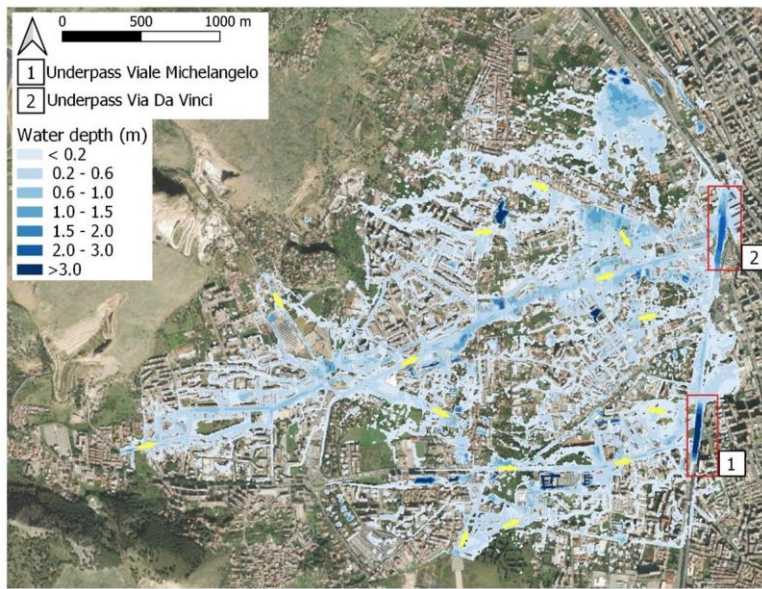 0 500 1000 m
1 Underpass Viale Michelangelo
2 Underpass Via Da Vinci
Water depth (m)
< 0.2
0.2 - 0.6
0.6 - 1.0
1.0 - 1.5
1.5 - 2.0
2.0 - 3.0
>3.0
2
1